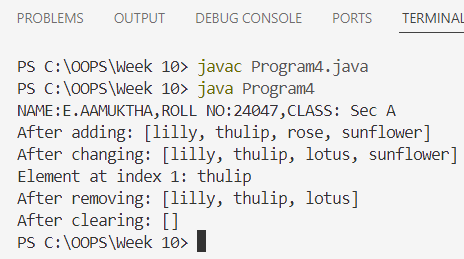 PROBLEMS OUTPUT DEBUG CONSOLE PORTS TERMINAL
PS C:\OOPS\Week 10> javac Program4.java
PS C:\OOPS\Week 10> java Program4
NAME:E.AAMUKTHA,ROLL NO:24047,CLASS: Sec A
After adding: [lilly, thulip, rose, sunflower]
After changing: [lilly, thulip, lotus, sunflower]
Element at index 1: thulip
After removing: [lilly, thulip, lotus]
After clearing: []
PS C:\OOPS\Week 10>